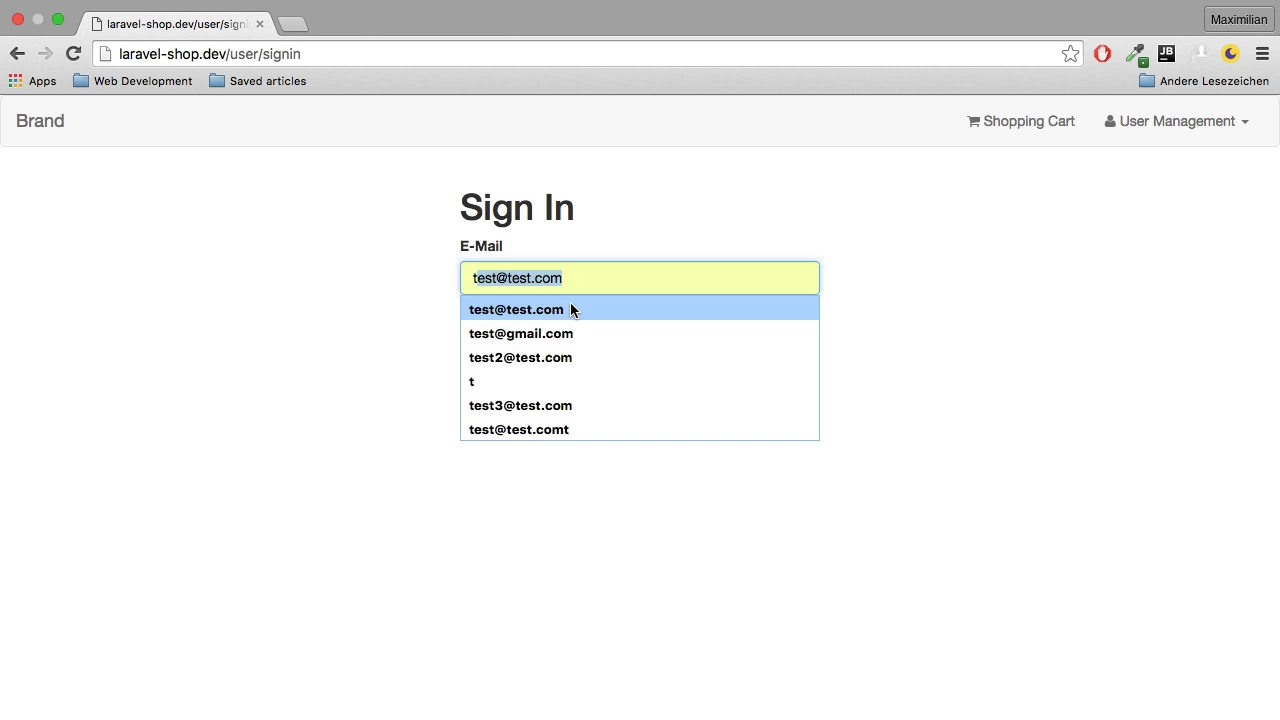 laravel-shop.dev/user/signi
Maximilian
laravel-shop.dev/user/signin
JB
Apps Web Development Saved articles Andere Lesezeichen
Brand Shopping Cart User Management
Sign In
E-Mail
test@test.com
test@test.com
test@gmail.com
test2@test.com
t
test3@test.com
test@test.comt